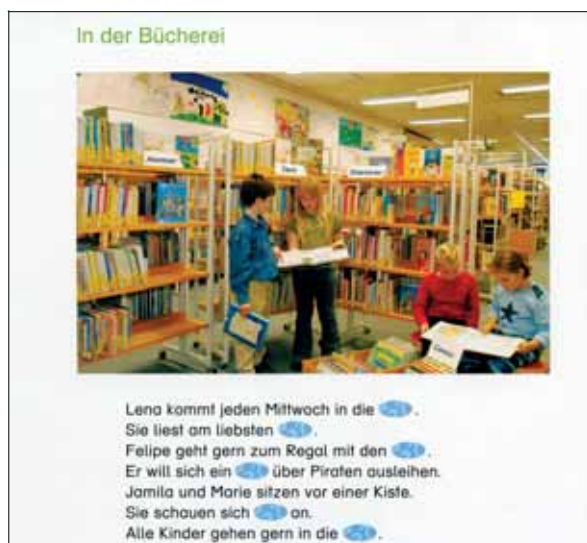 In der Bücherei
Comics
Lena kommt jeden Mittwoch in die .
Sie liest am liebsten .
Felipe geht gern zum Regal mit den .
Er will sich ein über Piraten ausleihen.
Jamila und Marie sitzen vor einer Kiste.
Sie schauen sich an.
Alle Kinder gehen gern in die .